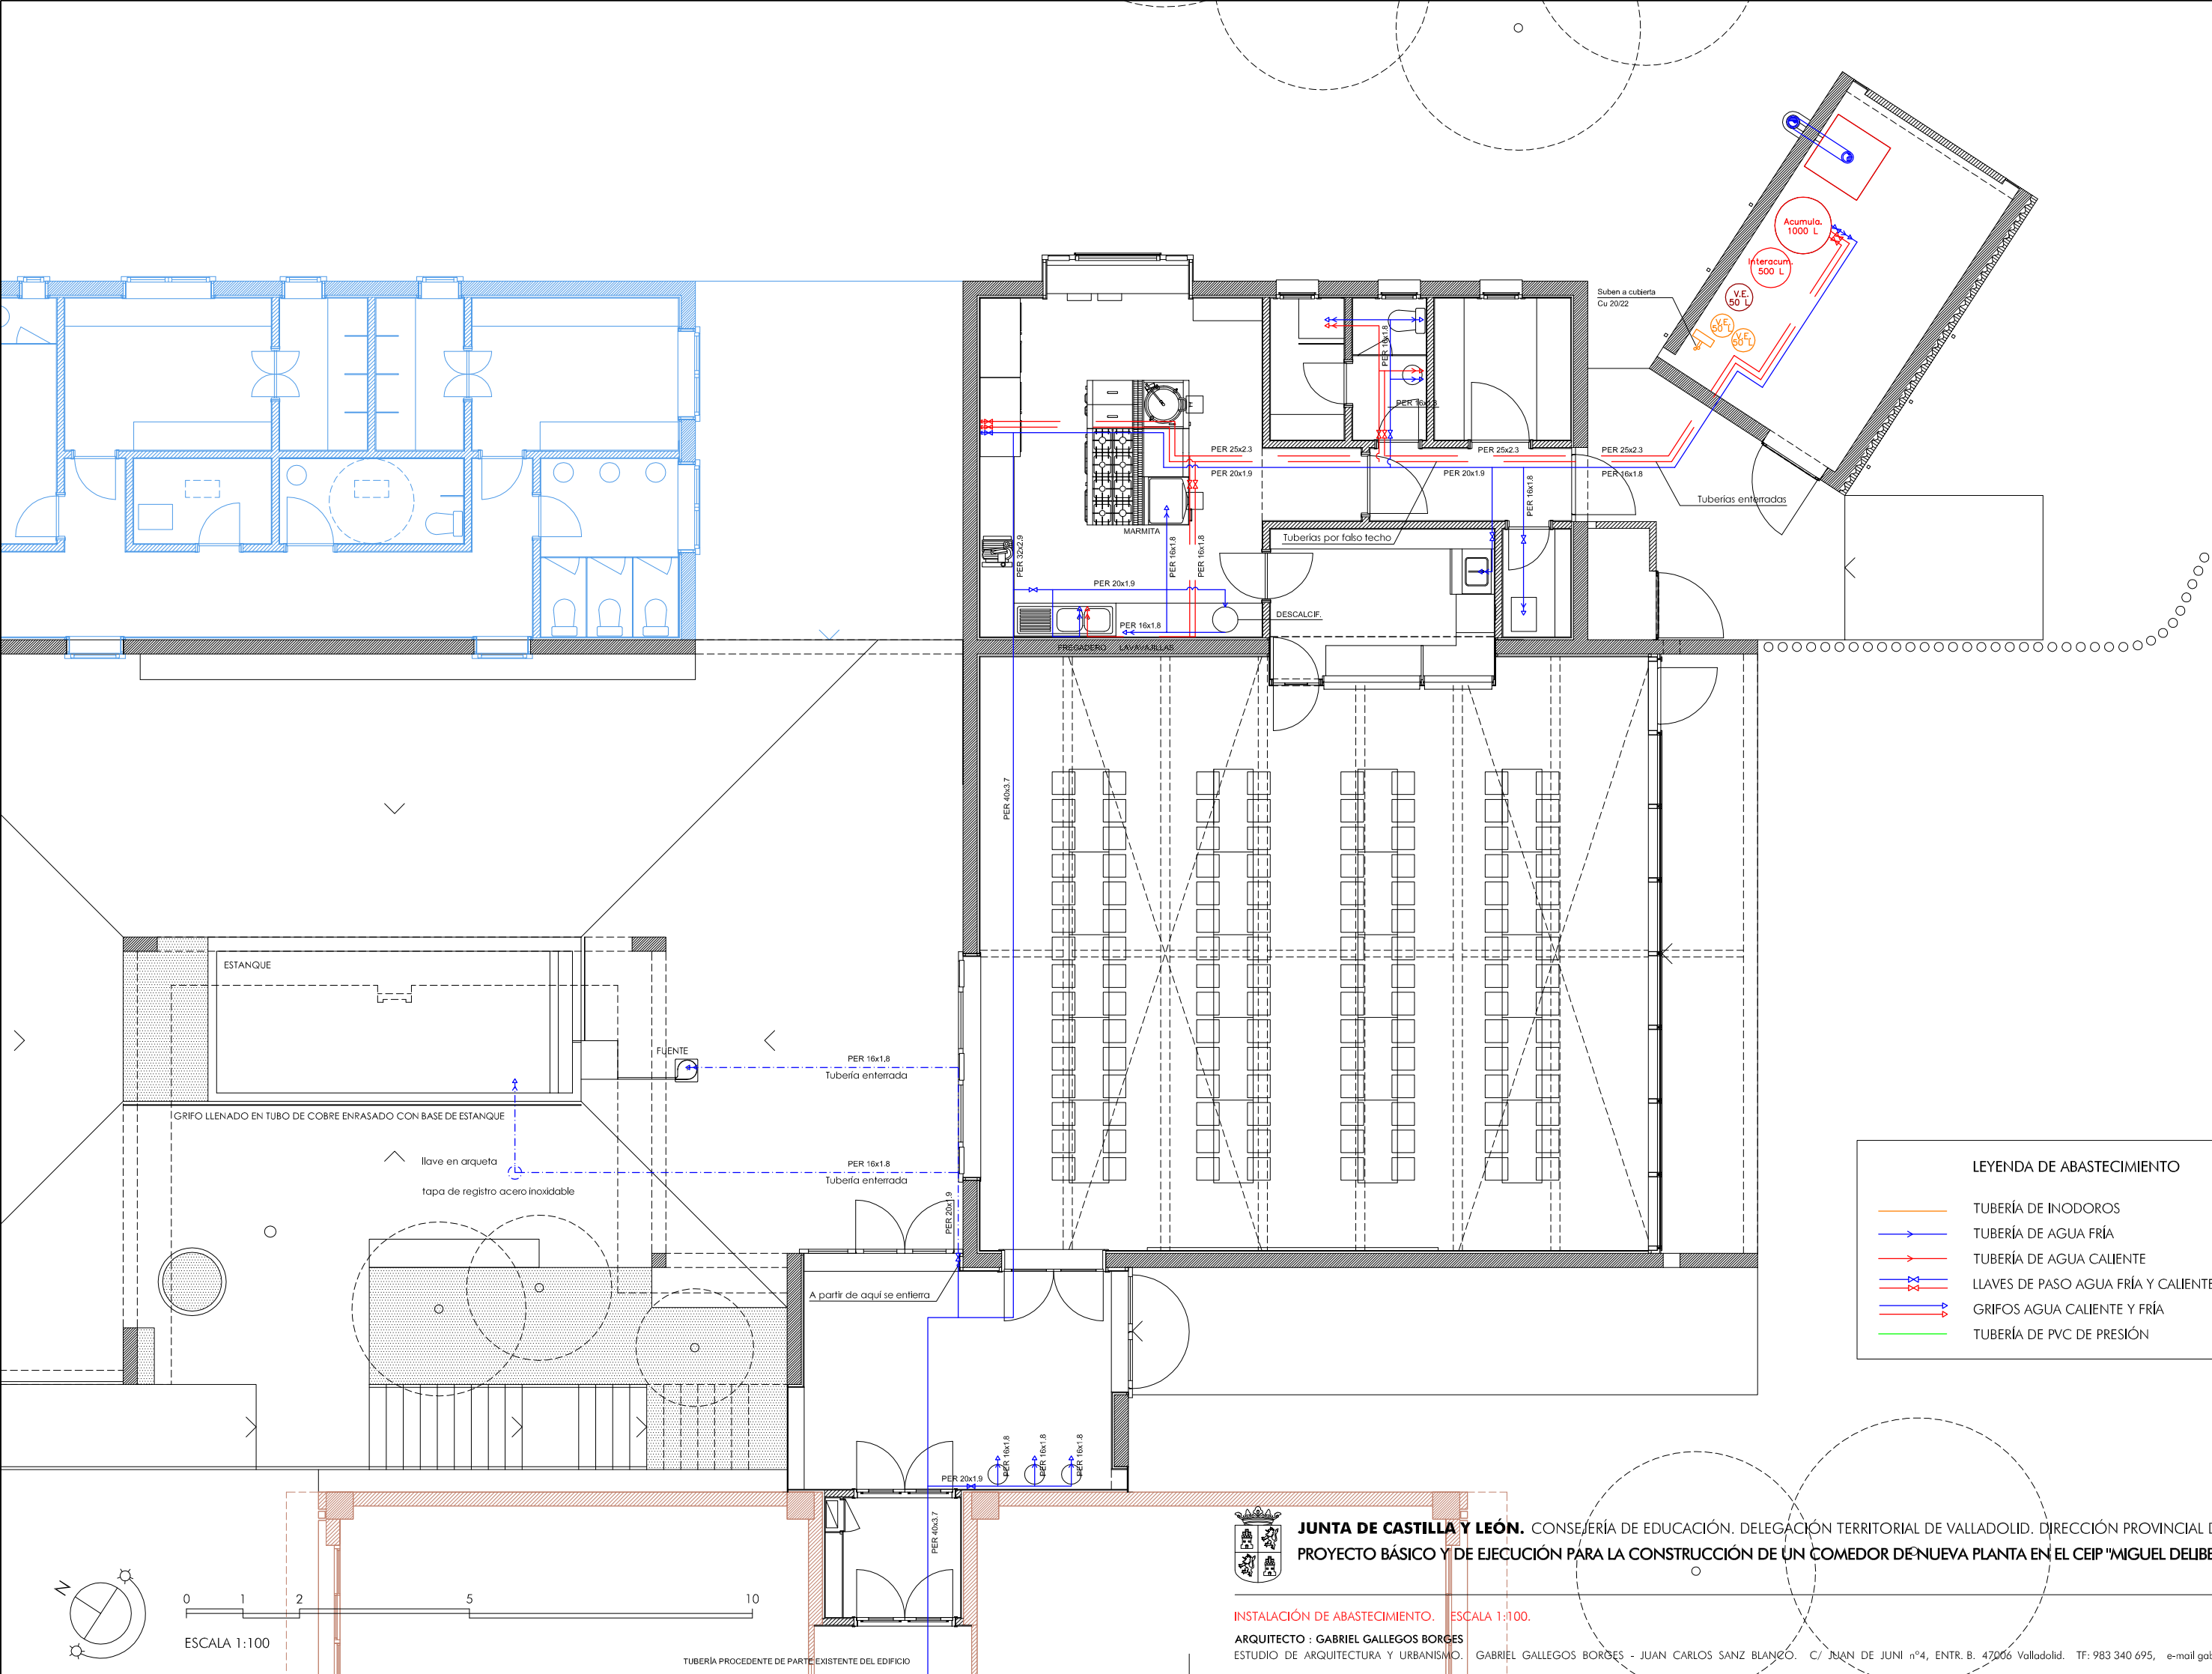 Acumula.
1000 L
Interacum.
500 L
V.E.
50 L
V.E.
50 L
V.E.
50 L
Suben a cubierta
Cu 20/22
PER 16x1.8
PER 16x1.8
PER 25x2.3
PER 20x1,9
PER 25x2.3
PER 20x1.9
PER 25x2.3
PER 16x1.8
PER 16x1.8
Tuberías enterradas
Tuberías por falso techo
MARMITA
PER 32x2.9
PER 16x1.8
PER 16x1.8
PER 20x1,9
DESCALCIF.
PER 16x1.8
FREGADERO
LAVAVAJILLAS
PER 40x3.7
ESTANQUE
FUENTE
PER 16x1,8
Tubería enterrada
GRIFO LLENADO EN TUBO DE COBRE ENRASADO CON BASE DE ESTANQUE
llave en arqueta
tapa de registro acero inoxidable
PER 16x1.8
Tubería enterrada
PER 20x1.9
A partir de aquí se entierra
PER 16x1.8
PER 16x1.8
PER 16x1.8
PER 20x1.9
PER 40x3.7
LEYENDA DE ABASTECIMIENTO
TUBERÍA DE INODOROS
TUBERÍA DE AGUA FRÍA
TUBERÍA DE AGUA CALIENTE
LLAVES DE PASO AGUA FRÍA Y CALIENTE
GRIFOS AGUA CALIENTE Y FRÍA
TUBERÍA DE PVC DE PRESIÓN
N
0 1 2 5 10
ESCALA 1:100
TUBERÍA PROCEDENTE DE PARTE EXISTENTE DEL EDIFICIO
JUNTA DE CASTILLA Y LEÓN. CONSEJERÍA DE EDUCACIÓN. DELEGACIÓN TERRITORIAL DE VALLADOLID. DIRECCIÓN PROVINCIAL
PROYECTO BÁSICO Y DE EJECUCIÓN PARA LA CONSTRUCCIÓN DE UN COMEDOR DE NUEVA PLANTA EN EL CEIP "MIGUEL DELIBE
INSTALACIÓN DE ABASTECIMIENTO. ESCALA 1:100.
ARQUITECTO : GABRIEL GALLEGOS BORGES
ESTUDIO DE ARQUITECTURA Y URBANISMO. GABRIEL GALLEGOS BORGES - JUAN CARLOS SANZ BLANCO. C/ JUAN DE JUNI nº4, ENTR. B. 47006 Valladolid. TF: 983 340 695, e-mail